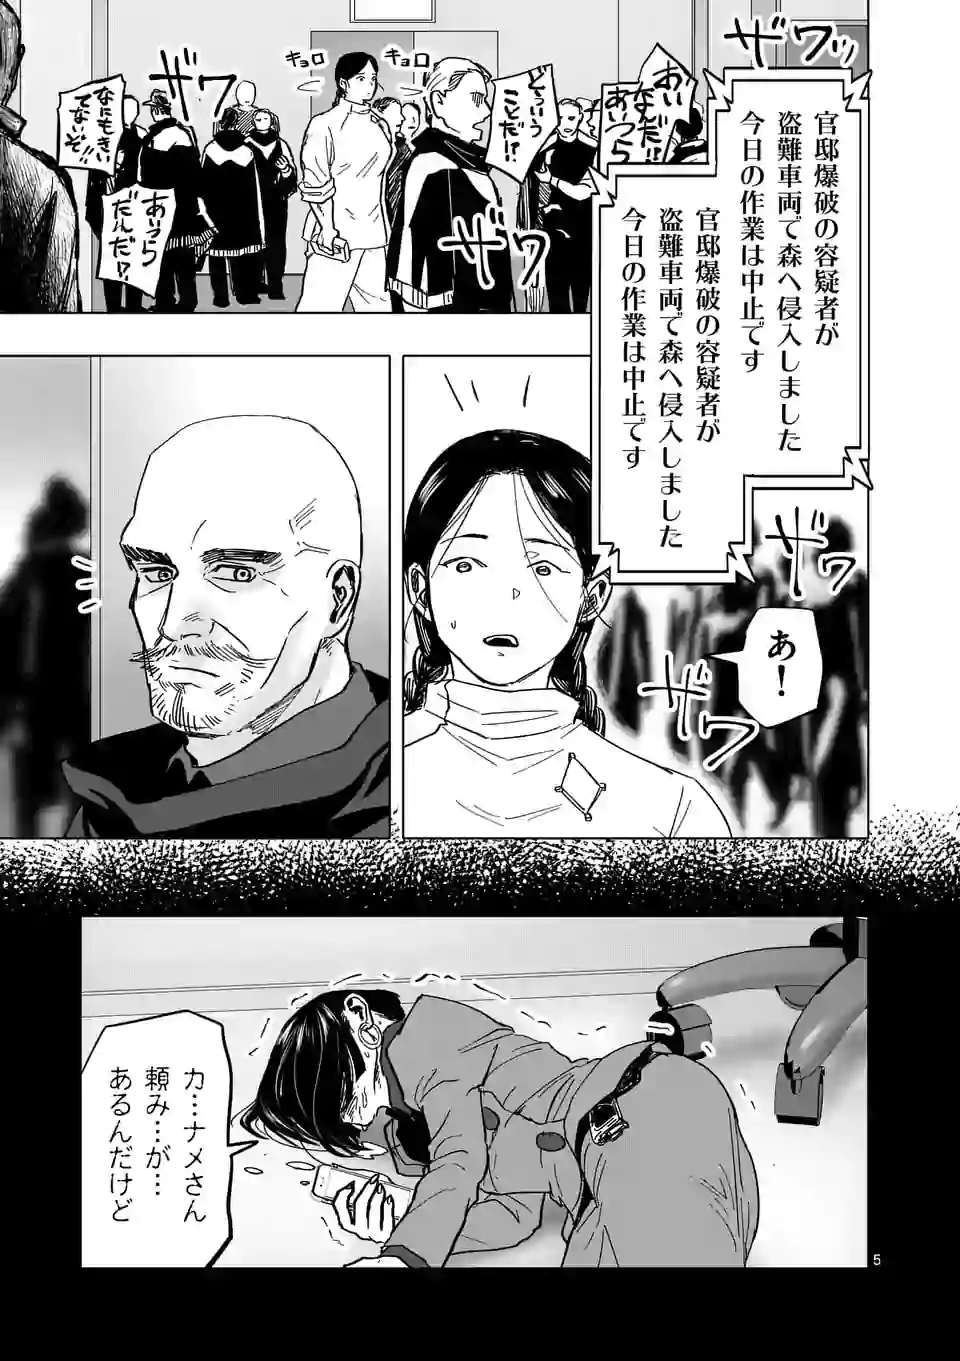 ザワッ
官邸爆破の容疑者が
盗難車両で森へ侵入しました
今日の作業は中止です
官邸爆破の容疑者が
盗難車両で森へ侵入しました
今日の作業は中止です
おい
なんだ!?
あいつら
どういう
ことだ!?
キョロ
キョロ
ザワ
ザワ
なにもきい
てないぞ!
あいつら
だれだ!?
ザワ
ザワ
あ!
カ…ナメさん
頼み…が…
あるんだけど
5